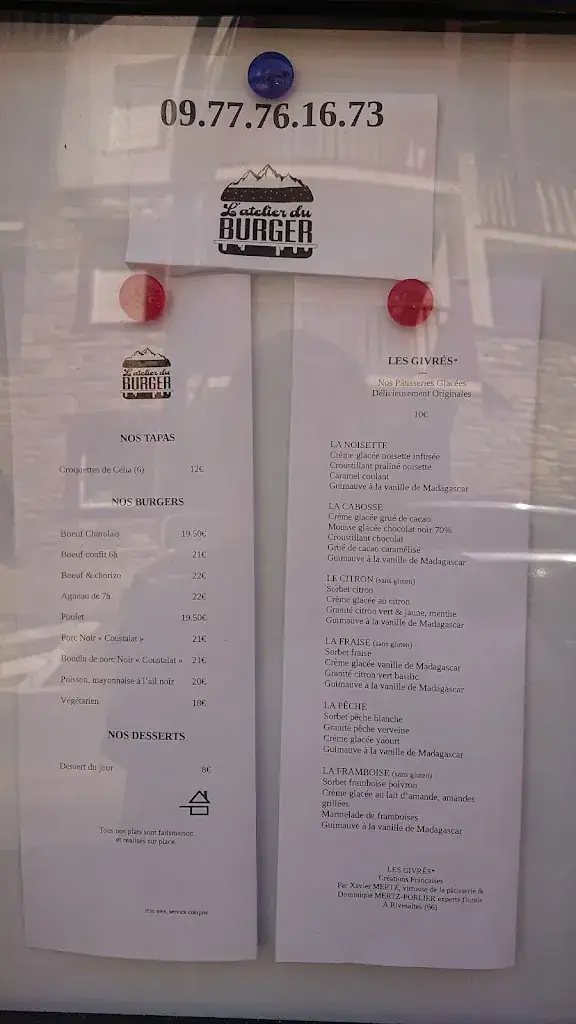 09.77.76.16.73
L'atelier du
BURGER
L'atelier du
BURGER
NOS TAPAS
Croquettes de Célia (6) 12€
NOS BURGERS
Boeuf Charolais 19.50€
Boeuf confit 6h 21€
Boeuf & chorizo 22€
Agneau de 7h 22€
Poulet 19.50€
Porc Noir « Coustalat » 21€
Boudin de porc Noir « Coustalat » 21€
Poisson, mayonnaise à l'ail noir 20€
Végétarien 18€
NOS DESSERTS
Dessert du jour 8€
Tous nos plats sont faits maison
et réalisés sur place.
Prix nets, service compris
LES GIVRÉS*
Nos Pâtisseries Glacées
Délicieusement Originales
10€
LA NOISETTE
Crème glacée noisette infusée
Croustillant praliné noisette
Caramel coulant
Guimauve à la vanille de Madagascar
LA CABOSSE
Crème glacée grué de cacao
Mousse glacée chocolat noir 70%
Croustillant chocolat
Grué de cacao caramélisé
Guimauve à la vanille de Madagascar
LE CITRON (sans gluten)
Sorbet citron
Crème glacée au citron
Granité citron vert & jaune, menthe
Guimauve à la vanille de Madagascar
LA FRAISE (sans gluten)
Sorbet fraise
Crème glacée vanille de Madagascar
Granité citron vert basilic
Guimauve à la vanille de Madagascar
LA PÊCHE
Sorbet pêche blanche
Granité pêche verveine
Crème glacée yaourt
Guimauve à la vanille de Madagascar
LA FRAMBOISE (sans gluten)
Sorbet framboise poivron
Crème glacée au lait d'amande, amandes
grillées
Marmelade de framboises
Guimauve à la vanille de Madagascar
LES GIVRÉS*
Créations Françaises
Par Xavier MERTZ, virtuose de la pâtisserie &
Dominique MERTZ-PORLIER experte florale
À Rivesaltes (66)